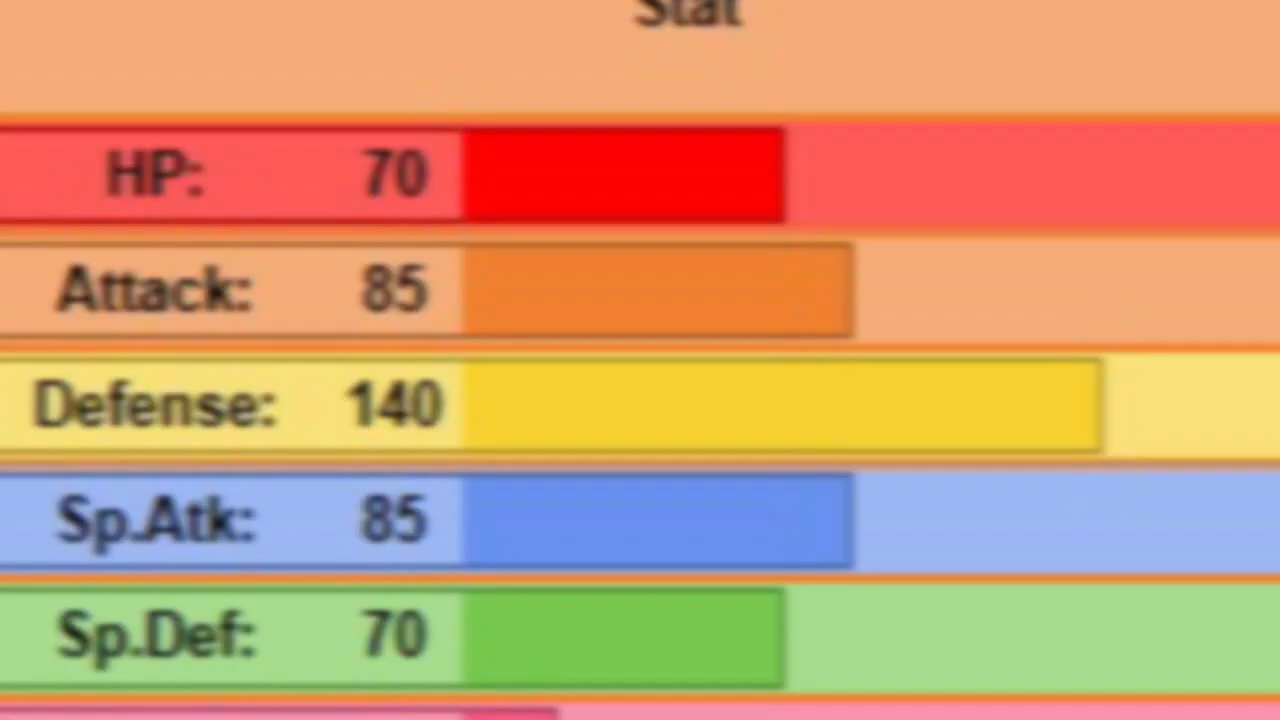 Stat
HP: 70
Attack: 85
Defense: 140
Sp.Atk: 85
Sp.Def: 70